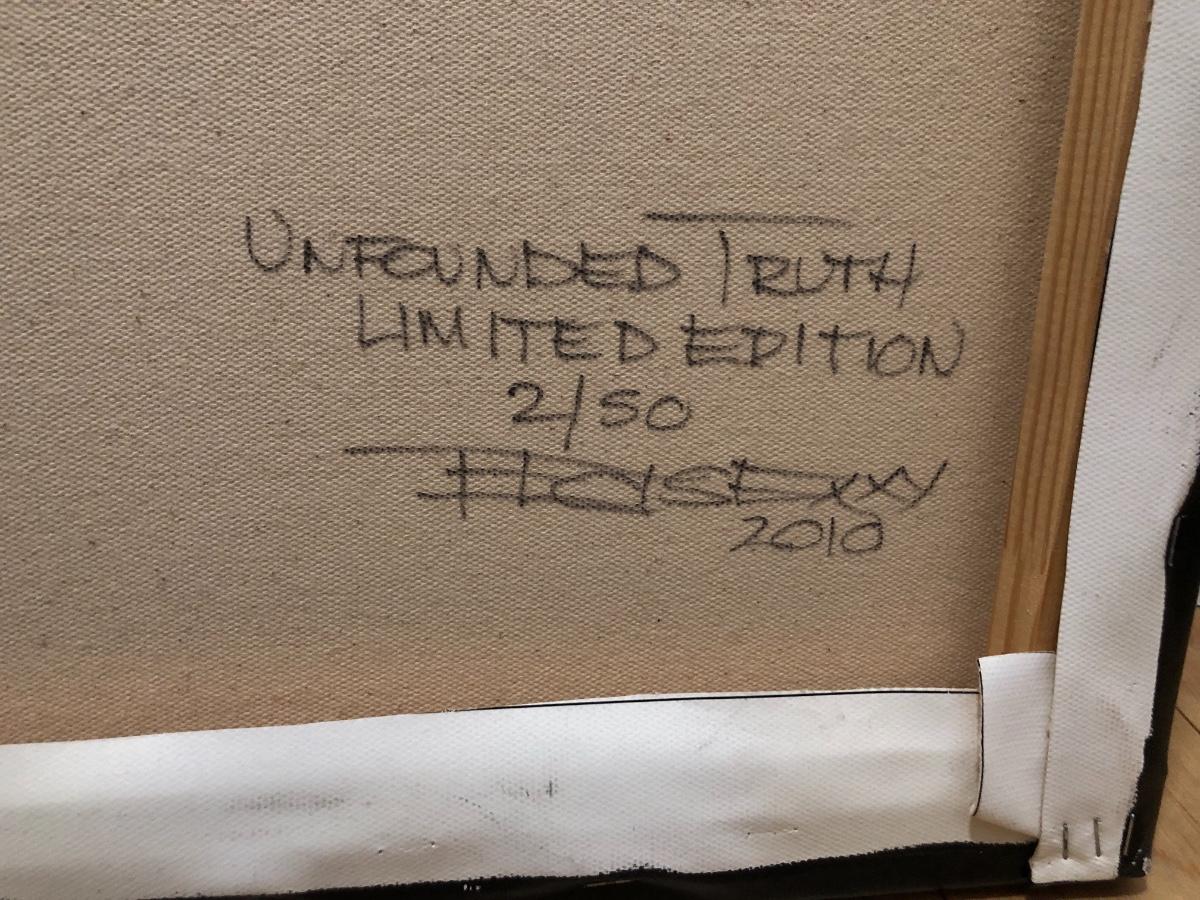 UNFOUNDED TRUTH
LIMITED EDITION
2/50
2010